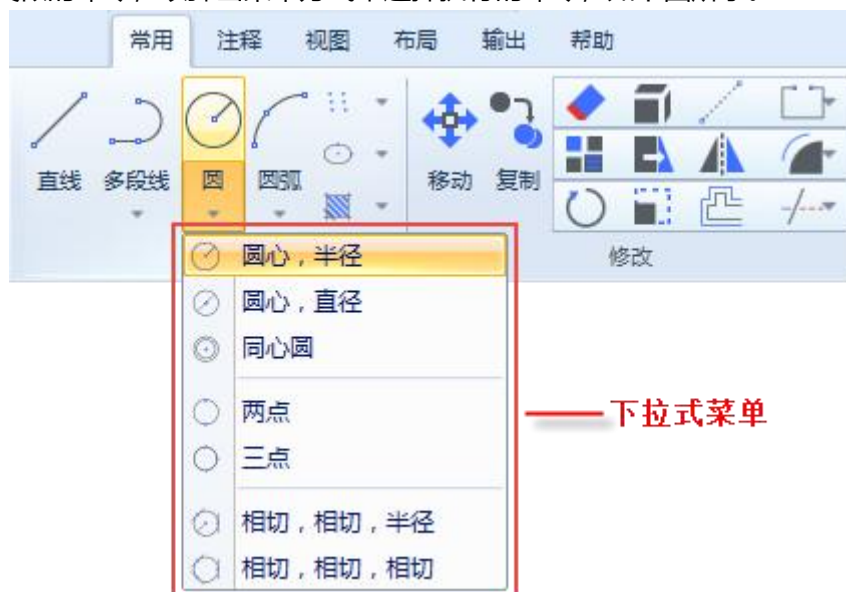 常用 注释 视图 布局 输出 帮助
直线 多段线 圆 圆弧 移动 复制
修改
圆心，半径
圆心，直径
同心圆
两点
三点
相切，相切，半径
相切，相切，相切
下拉式菜单